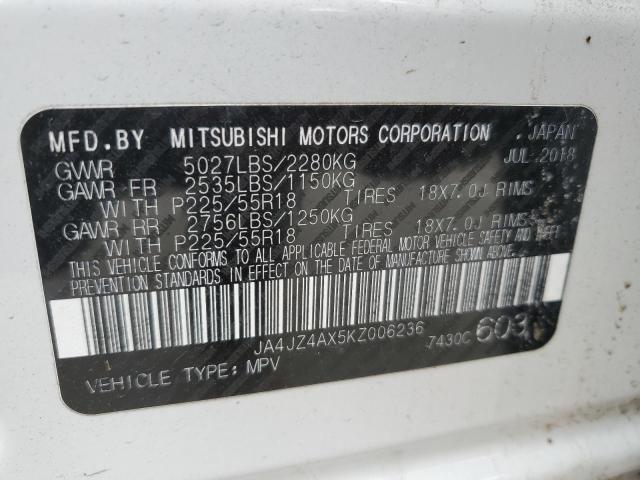 MFD.BY MITSUBISHI MOTORS CORPORATION JAPAN
GVWR 5027LBS/2280KG JUL.2018
GAWR FR 2535LBS/1150KG
WITH P225/55R18 TIRES 18X7.0J RIMS
GAWR RR 2756LBS/1250KG
WITH P225/55R18 TIRES 18X7.0J RIMS
THIS VEHICLE CONFORMS TO ALL APPLICABLE FEDERAL MOTOR VEHICLE SAFETY AND THEFT
PREVENTION STANDARDS IN EFFECT ON THE DATE OF MANUFACTURE SHOWN ABOVE.
JA4JZ4AX5KZ006236 7430C 609
VEHICLE TYPE: MPV